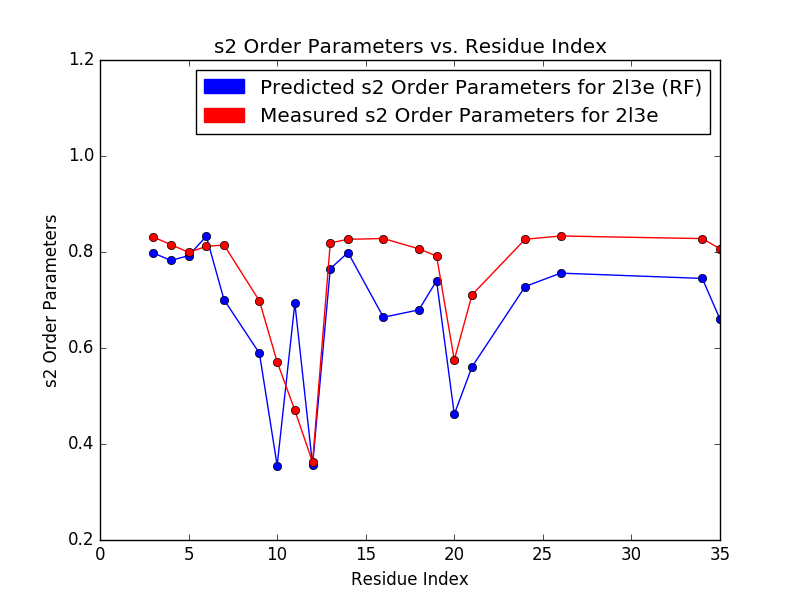 s2 Order Parameters vs. Residue Index
Predicted s2 Order Parameters for 2l3e (RF)
Measured s2 Order Parameters for 2l3e
s2 Order Parameters
1.2
1.0
0.8
0.6
0.4
0.2
0 5 10 15 20 25 30 35
Residue Index